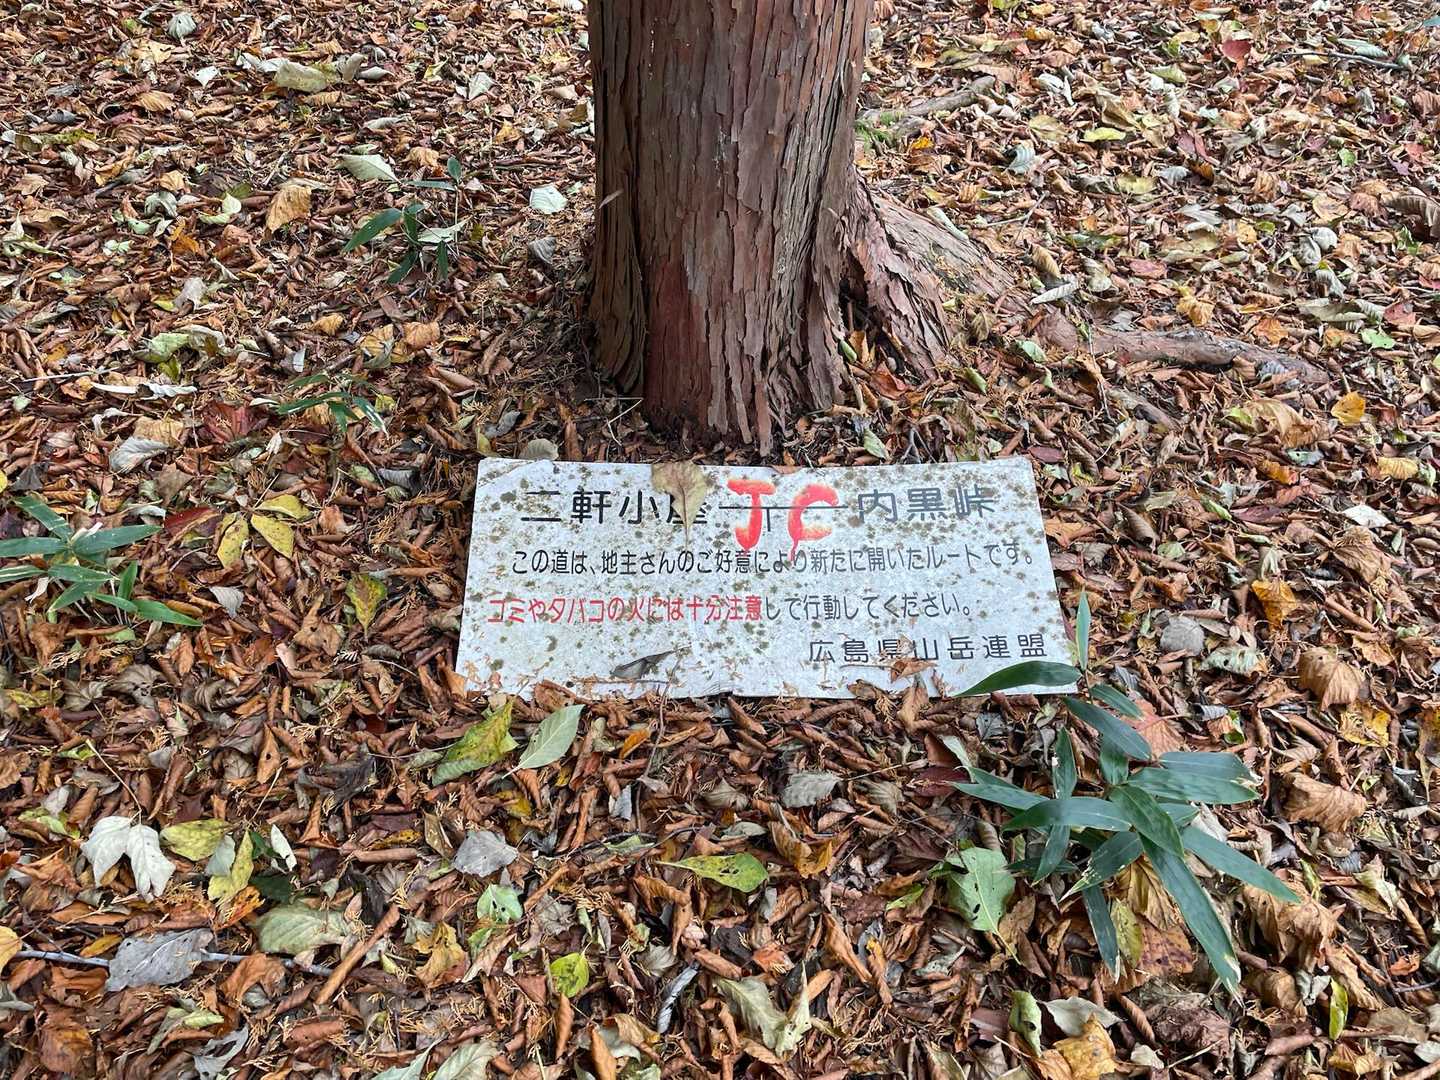 二軒小屋 JC 内黒峠
この道は、地主さんのご好意により新たに開いたルートです。
ゴミやタバコの火には十分注意して行動してください。
広島県山岳連盟